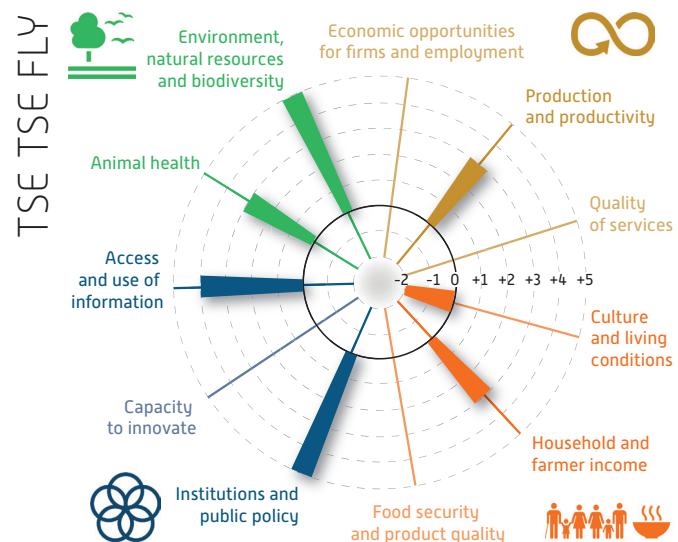 TSE TSE FLY
Environment,
natural resources
and biodiversity
Economic opportunities
for firms and employment
Production
and productivity
Animal health
Quality
of services
Access
and use of
information
-2 -1 0 +1 +2 +3 +4 +5
Culture
and living
conditions
Capacity
to innovate
Household and
farmer income
Institutions and
public policy
Food security
and product quality